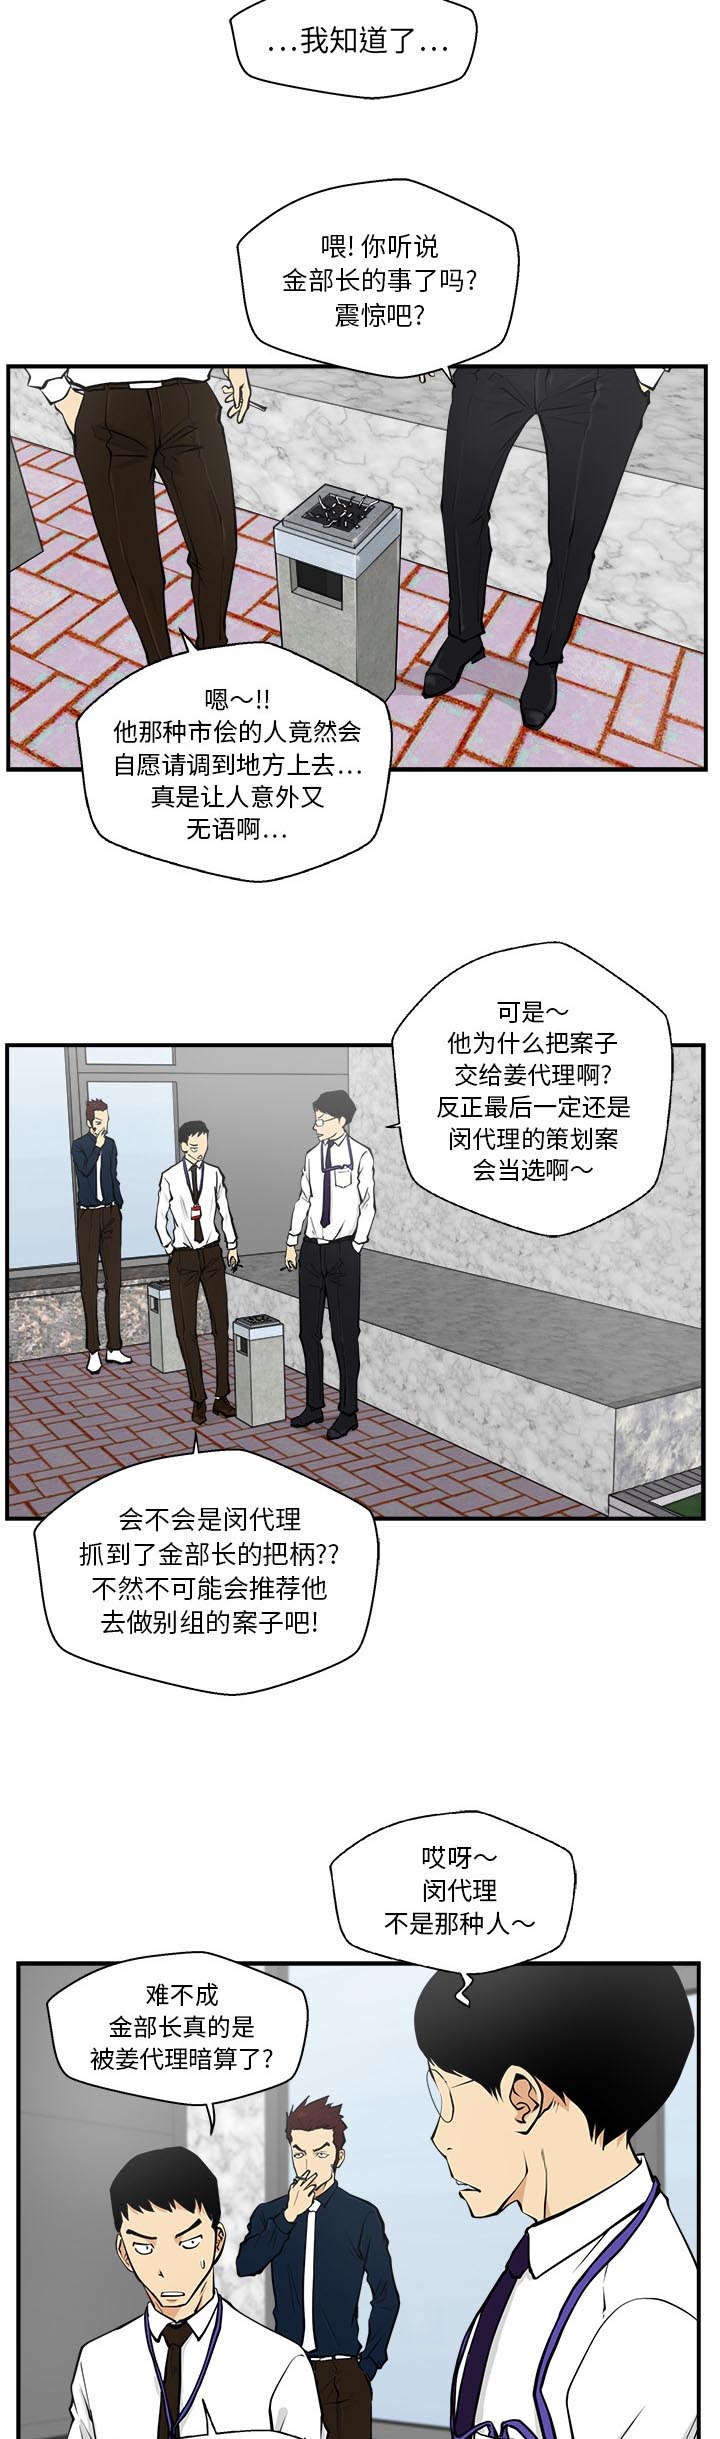 ...我知道了...
喂!你听说
金部长的事了吗?
震惊吧?
嗯～!!
他那种市侩的人竟然会
自愿请调到地方上去...
真是让人意外又
无语啊...
可是～
他为什么把案子
交给姜代理啊?
反正最后一定还是
闵代理的策划案
会当选啊～
会不会是闵代理
抓到了金部长的把柄??
不然不可能会推荐他
去做别组的案子吧!
哎呀～
闵代理
不是那种人～
难不成
金部长真的是
被姜代理暗算了?